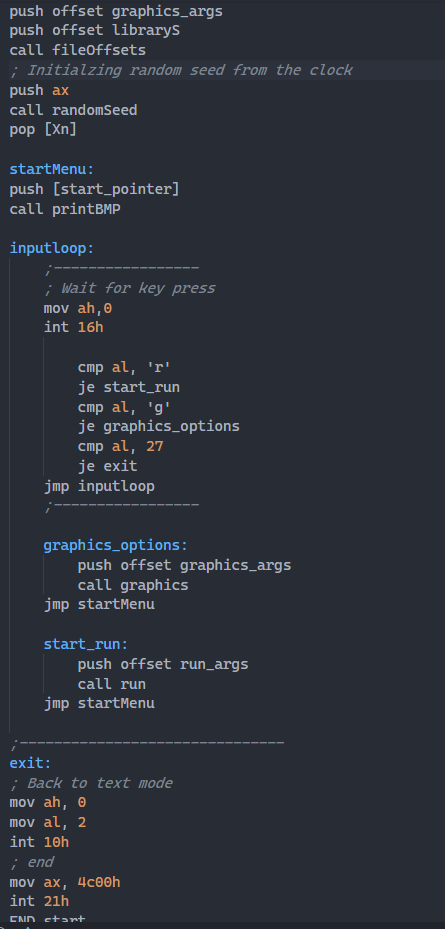 push offset graphics_args
push offset libraryS
call fileOffsets
; Initialzing random seed from the clock
push ax
call randomSeed
pop [Xn]
startMenu:
push [start_pointer]
call printBMP
inputloop:
;-----------------
; Wait for key press
mov ah,0
int 16h
cmp al, 'r'
je start_run
cmp al, 'g'
je graphics_options
cmp al, 27
je exit
jmp inputloop
;-----------------
graphics_options:
push offset graphics_args
call graphics
jmp startMenu
start_run:
push offset run_args
call run
jmp startMenu
;-------------------------------
exit:
; Back to text mode
mov ah, 0
mov al, 2
int 10h
; end
mov ax, 4c00h
int 21h
END start